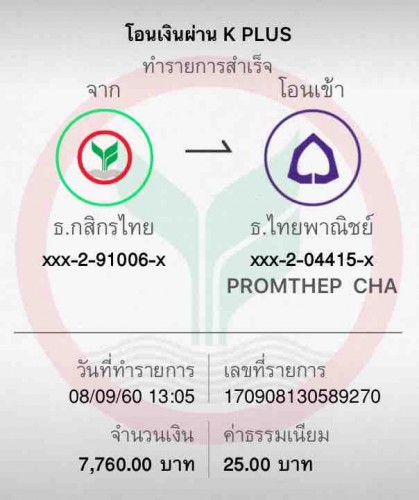 โอนเงินผ่าน K PLUS
ทำรายการสำเร็จ
จาก โอนเข้า
ธ.กสิกรไทย ธ.ไทยพาณิชย์
xxx-2-91006-x xxx-2-04415-x
PROMTHEP CHA
วันที่ทำรายการ เลขที่รายการ
08/09/60 13:05 170908130589270
จำนวนเงิน ค่าธรรมเนียม
7,760.00 บาท 25.00 บาท